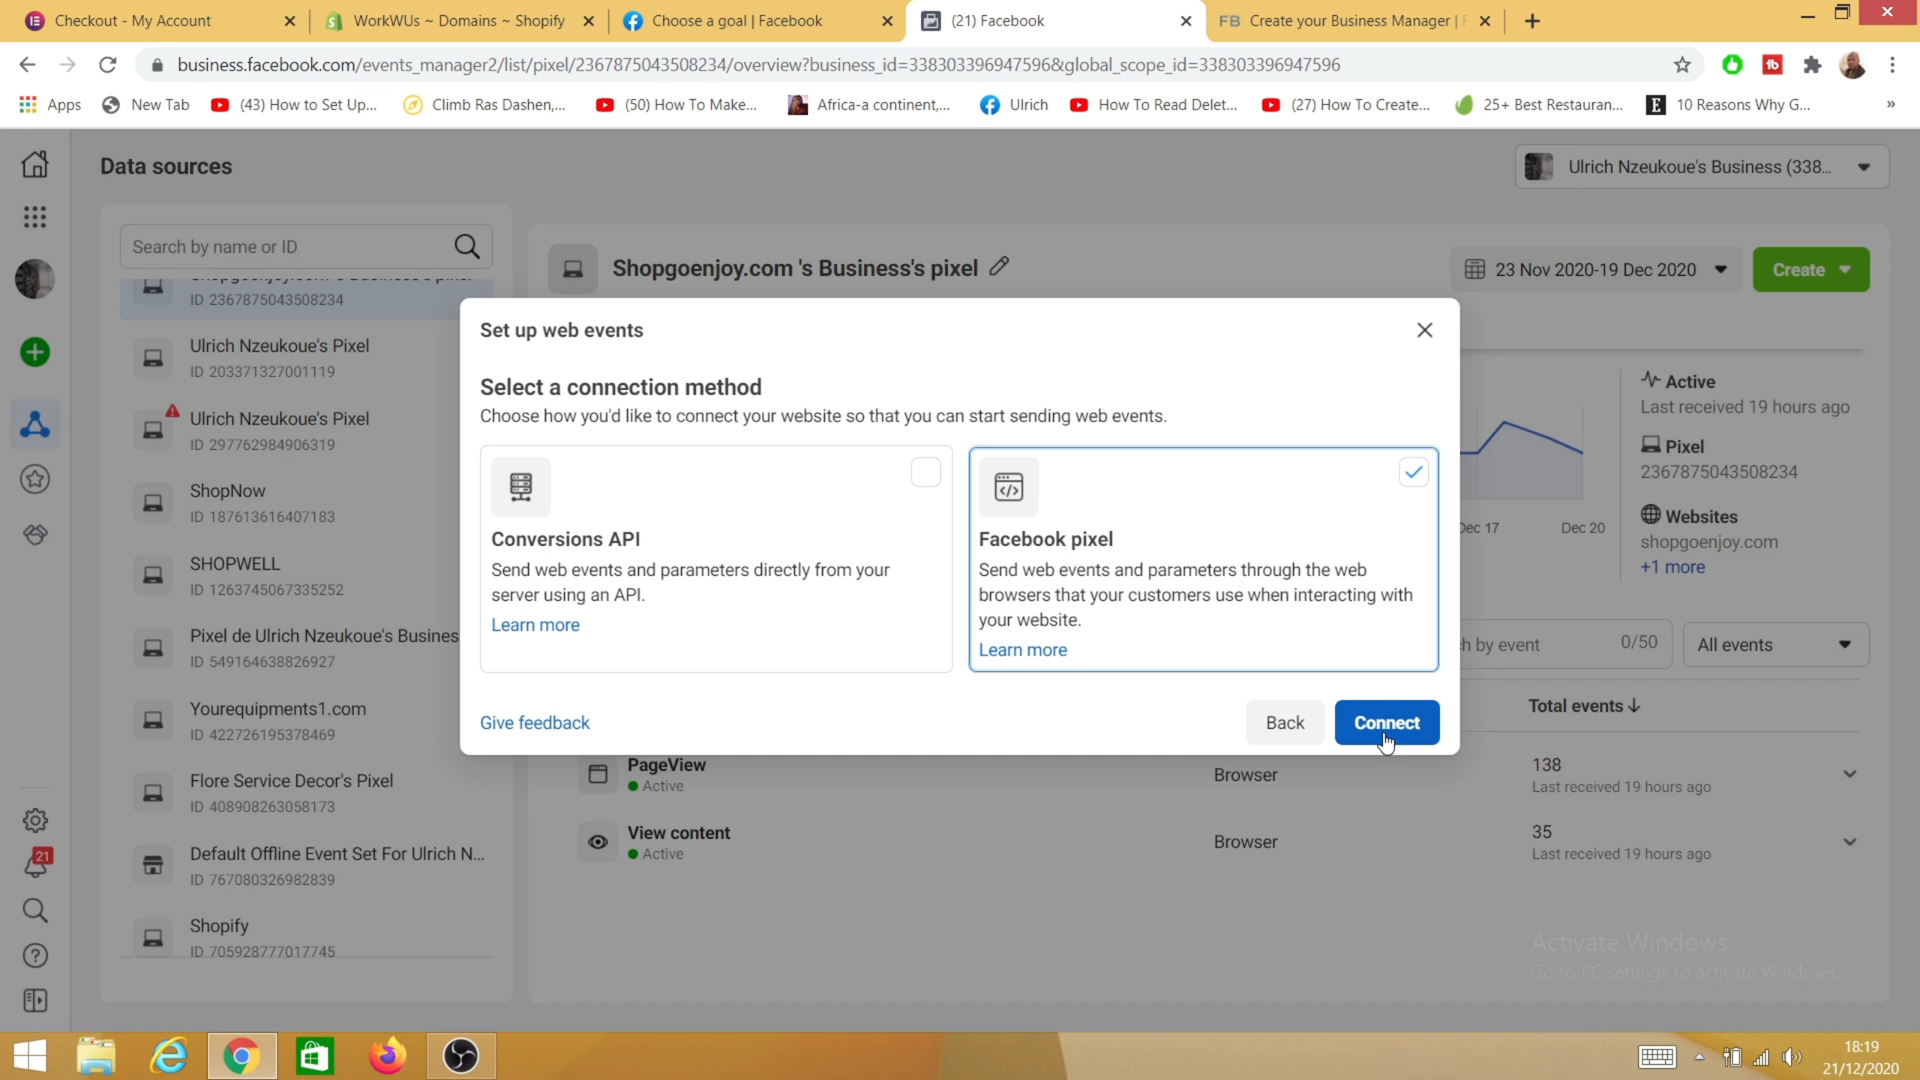 Checkout - My Account
WorkWUs ~ Domains ~ Shopify
Choose a goal | Facebook
(21) Facebook
FB Create your Business Manager |
business.facebook.com/events_manager2/list/pixel/2367875043508234/overview?business_id=338303396947596&global_scope_id=338303396947596
Apps
New Tab
(43) How to Set Up...
Climb Ras Dashen,...
(50) How To Make...
Africa-a continent,...
Ulrich
How To Read Delet...
(27) How To Create...
25+ Best Restauran...
10 Reasons Why G...
»
Data sources
Ulrich Nzeukoue's Business (338...
Search by name or ID
ID 2367875043508234
Ulrich Nzeukoue's Pixel
ID 203371327001119
Ulrich Nzeukoue's Pixel
ID 297762984906319
ShopNow
ID 187613616407183
SHOPWELL
ID 1263745067335252
Pixel de Ulrich Nzeukoue's Busines
ID 549164638826927
Yourequipments1.com
ID 422726195378469
Flore Service Decor's Pixel
ID 408908263058173
Default Offline Event Set For Ulrich N...
ID 767080326982839
Shopify
ID 705928777017745
21
Shopgoenjoy.com 's Business's pixel
23 Nov 2020-19 Dec 2020
Create
Set up web events
Select a connection method
Choose how you'd like to connect your website so that you can start sending web events.
Conversions API
Send web events and parameters directly from your
server using an API.
Learn more
Facebook pixel
Send web events and parameters through the web
browsers that your customers use when interacting with
your website.
Learn more
Give feedback
Back
Connect
Active
Last received 19 hours ago
Pixel
2367875043508234
Websites
shopgoenjoy.com
+1 more
Dec 17
Dec 20
h by event
0/50
All events
Total events
PageView
Active
Browser
138
Last received 19 hours ago
View content
Active
Browser
35
Last received 19 hours ago
Activate Windows
Go to PC settings to activate Windows.
18:19
21/12/2020